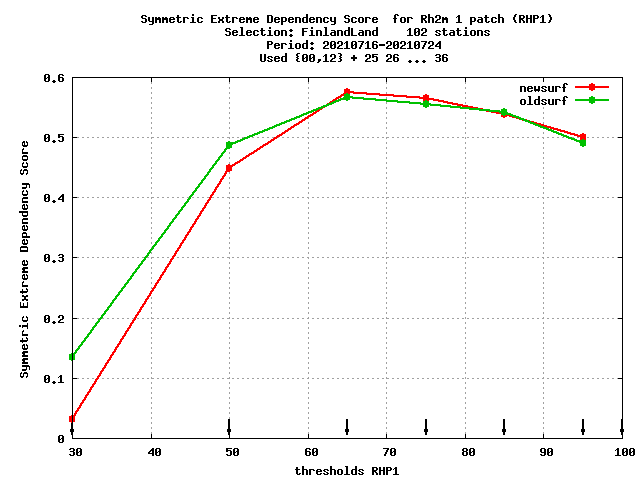 Symmetric Extreme Dependency Score  for Rh2m 1 patch (RHP1)
Selection: FinlandLand    102 stations
Period: 20210716-20210724
Used {00,12} + 25 26 ... 36
newsurf
oldsurf
Symmetric Extreme Dependency Score
0.6
0.5
0.4
0.3
0.2
0.1
0
30 40 50 60 70 80 90 100
thresholds RHP1